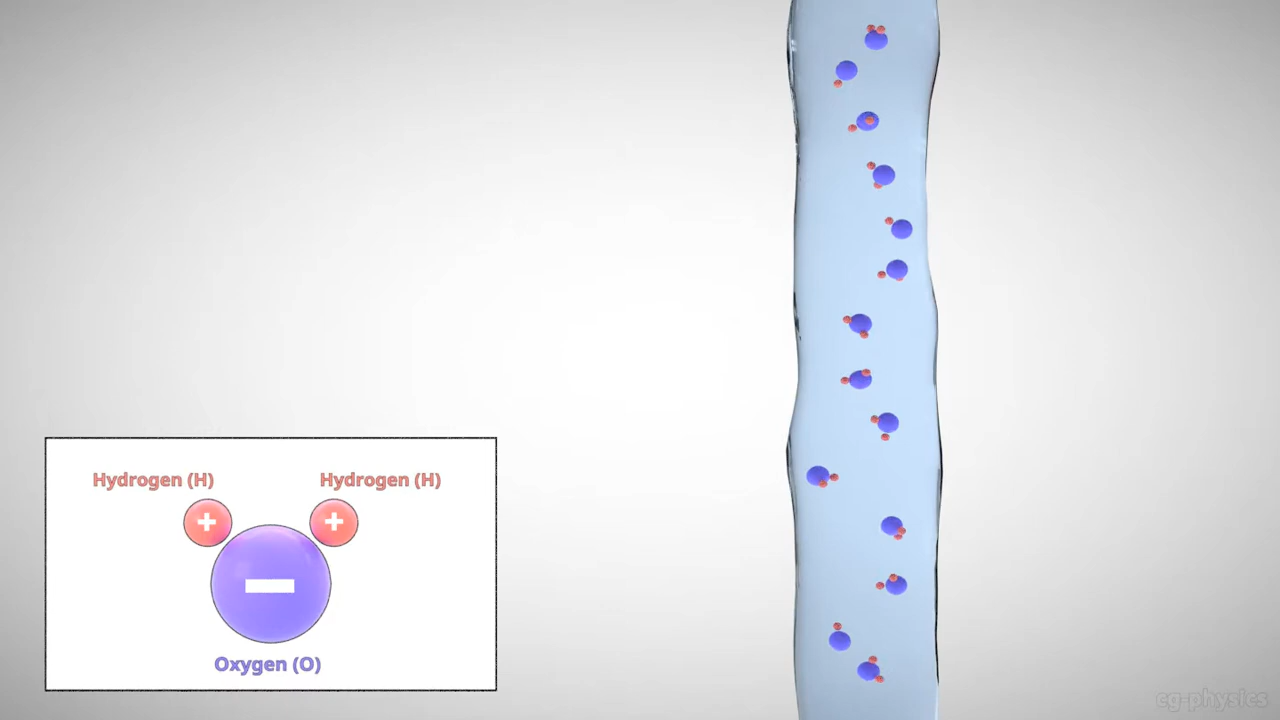 Hydrogen (H) Hydrogen (H)
+ +
−
Oxygen (O)
cg-physics